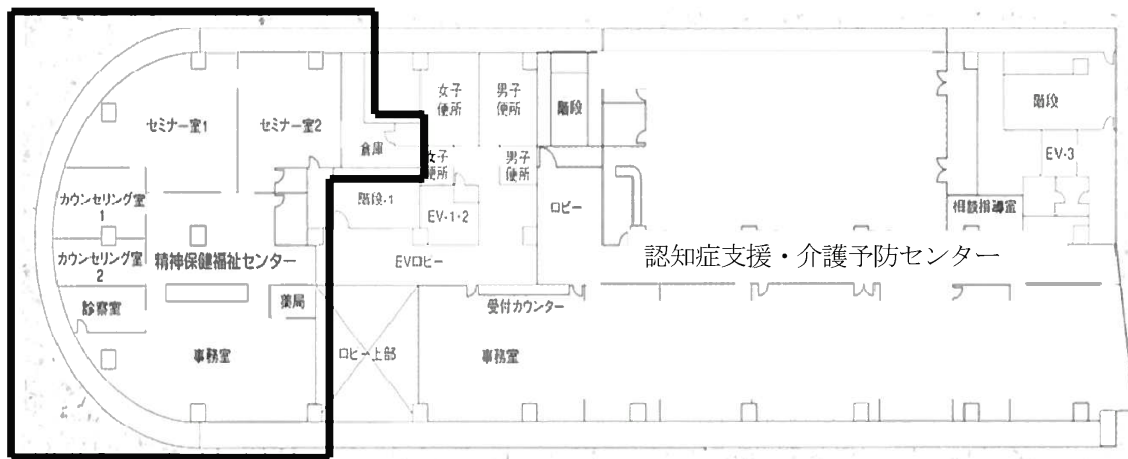 セミナー室1
セミナー室2
倉庫
女子
便所
男子
便所
女子
便所
男子
便所
階段
階段
EV-3
カウンセリング室
1
階段-1
EV-1・2
ロビー
相談指導室
カウンセリング室
2
精神保健福祉センター
EVロビー
認知症支援・介護予防センター
診察室
薬局
受付カウンター
事務室
ロビー上部
事務室